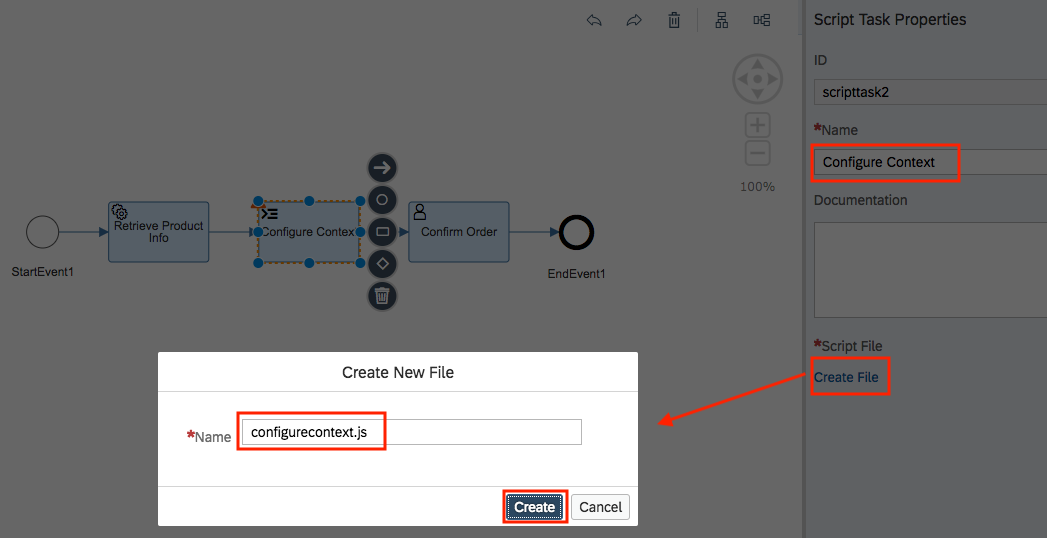 Script Task Properties
ID
scripttask2
*Name
Configure Context
Documentation
*Script File
Create File
100%
StartEvent1
Retrieve Product
Info
Configure Contex
Confirm Order
EndEvent1
Create New File
*Name
configurecontext.js
Create
Cancel